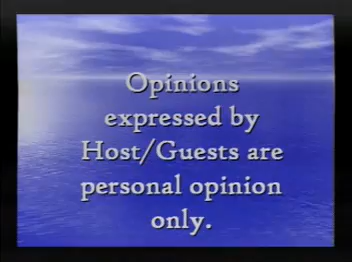 Opinions
expressed by
Host/Guests are
personal opinion
only.